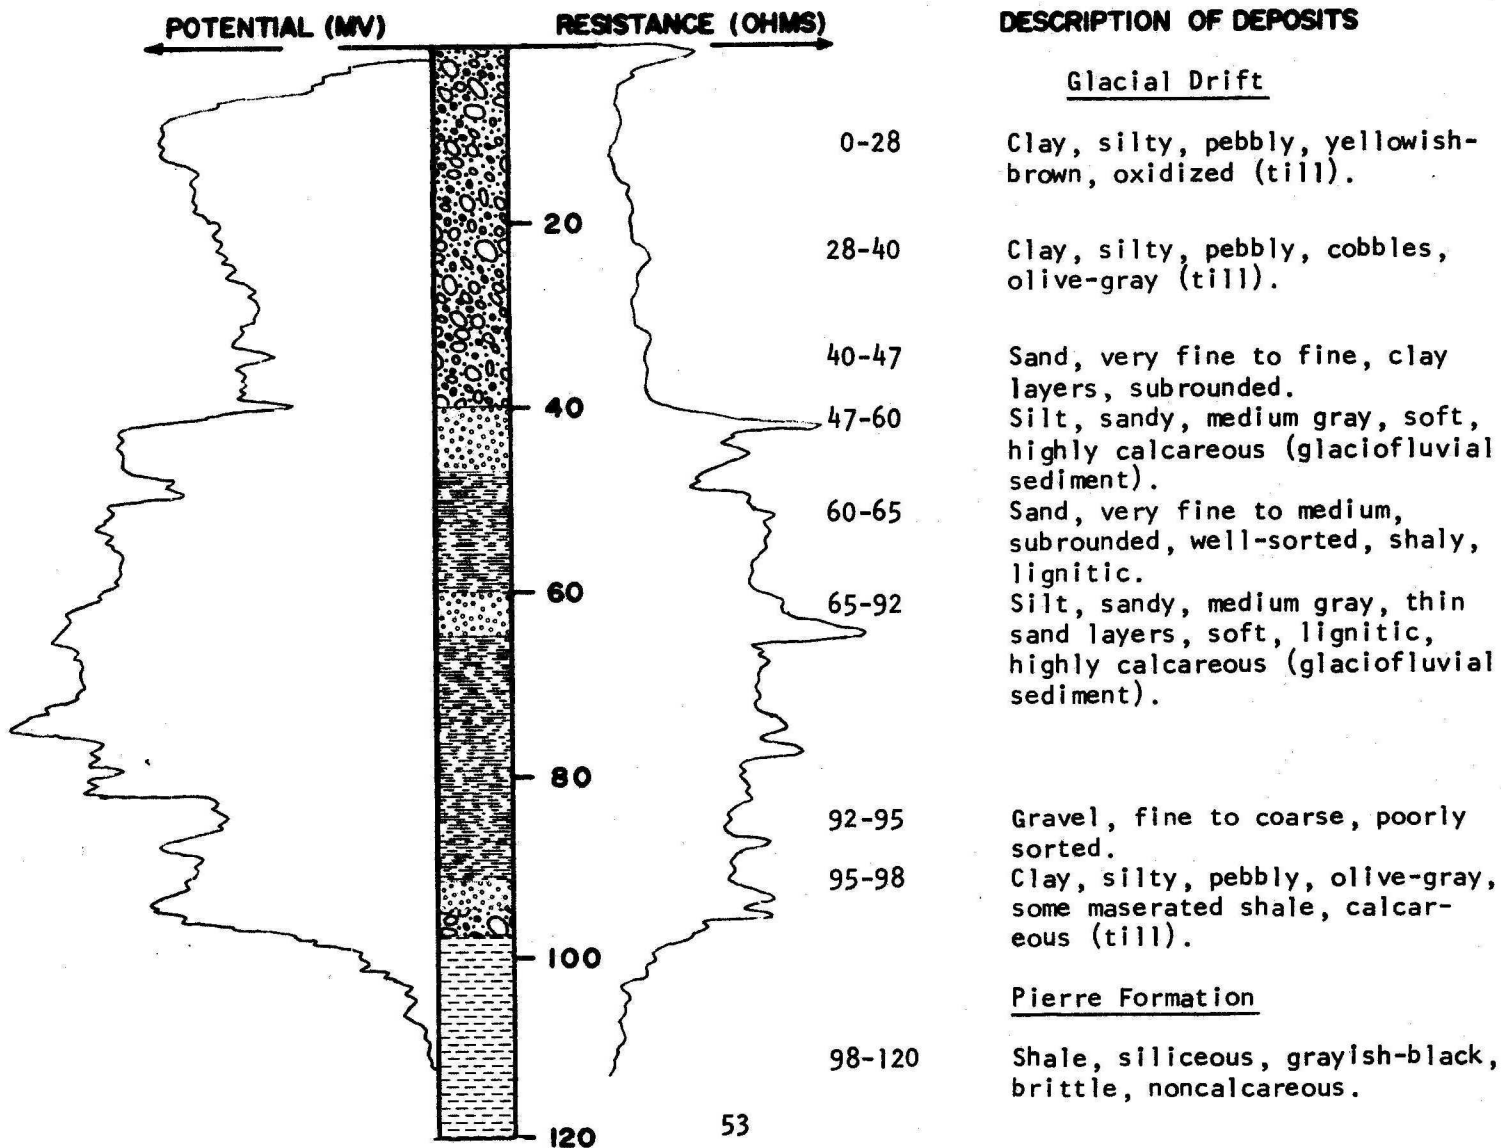 POTENTIAL (MV) RESISTANCE (OHMS) DESCRIPTION OF DEPOSITS
Glacial Drift
0-28 Clay, silty, pebbly, yellowish-
brown, oxidized (till).
20
28-40 Clay, silty, pebbly, cobbles,
olive-gray (till).
40-47 Sand, very fine to fine, clay
layers, subrounded.
40
47-60 Silt, sandy, medium gray, soft,
highly calcareous (glaciofluvial
sediment).
60-65 Sand, very fine to medium,
subrounded, well-sorted, shaly,
lignitic.
60
65-92 Silt, sandy, medium gray, thin
sand layers, soft, lignitic,
highly calcareous (glaciofluvial
sediment).
80
92-95 Gravel, fine to coarse, poorly
sorted.
95-98 Clay, silty, pebbly, olive-gray,
some maserated shale, calcar-
eous (till).
100
Pierre Formation
98-120 Shale, siliceous, grayish-black,
brittle, noncalcareous.
120
53